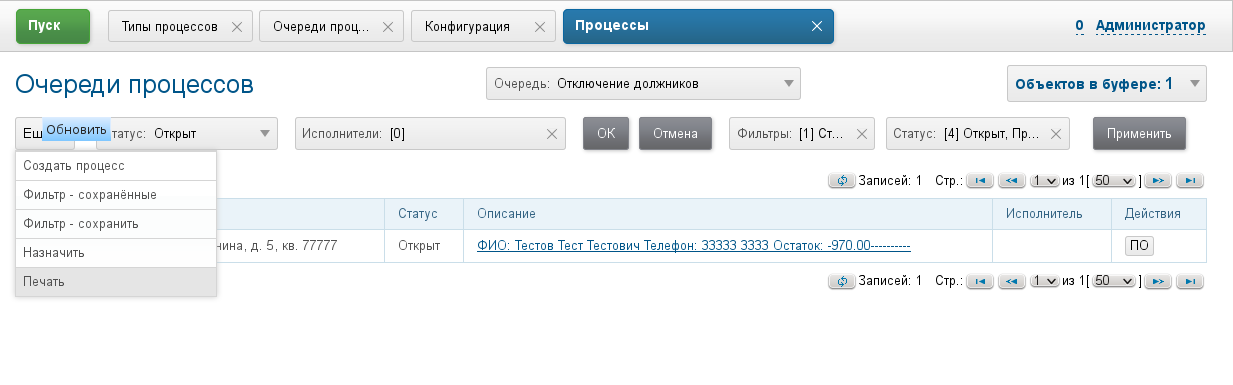 Пуск Типы процессов Очереди проц... Конфигурация Процессы 0 Администратор
Очереди процессов Очередь: Отключение должников Объектов в буфере: 1
Ещ Обновить татус: Открыт Исполнители: [0] ОК Отмена Фильтры: [1] Ст... Статус: [4] Открыт, Пр... Применить
Создать процесс
Фильтр - сохранённые
Фильтр - сохранить
Назначить
Печать
Записей: 1 Стр.: 1 из 1[ 50 ]
Статус Описание Исполнитель Действия
нина, д. 5, кв. 77777 Открыт ФИО: Тестов Тест Тестович Телефон: 33333 3333 Остаток: -970,00---------- ПО
Записей: 1 Стр.: 1 из 1[ 50 ]